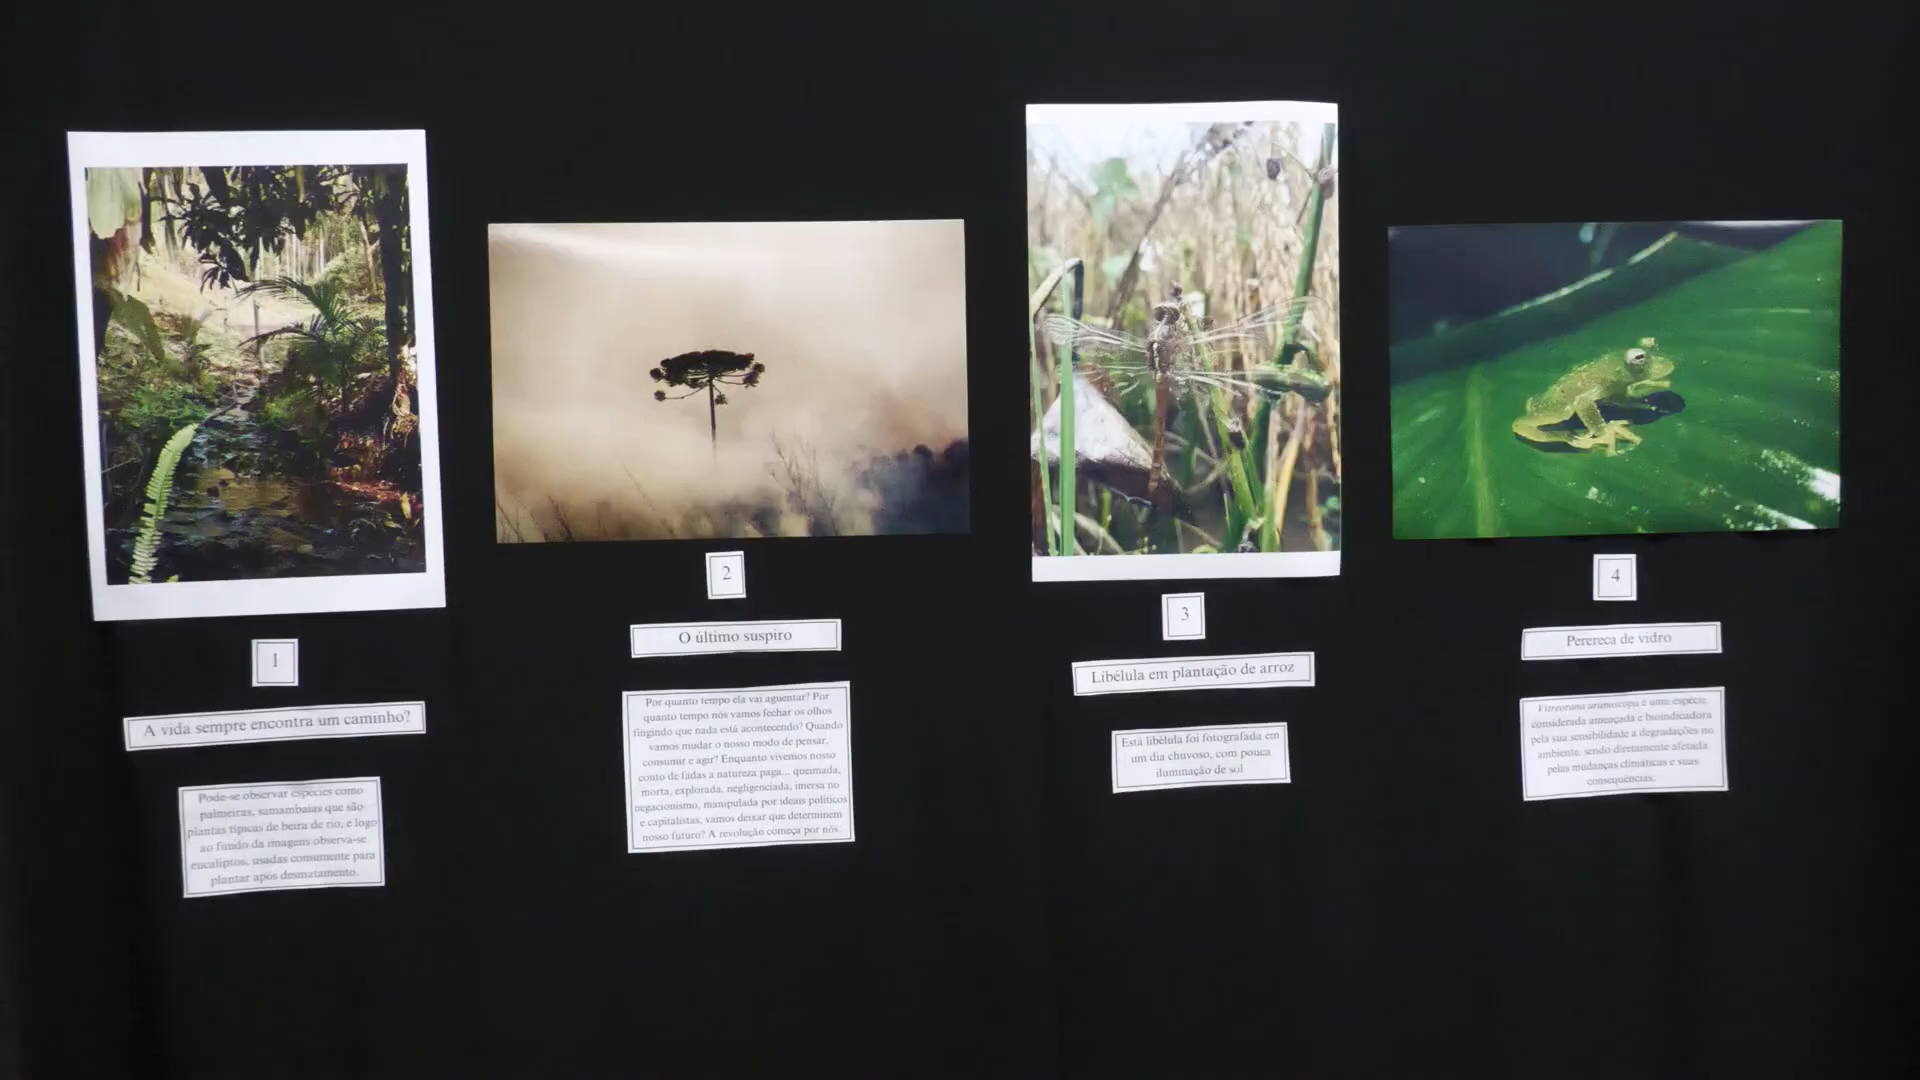 1
A vida sempre encontra um caminho?
Pode-se observar espécies como
palmeiras, samambaias que são
plantas típicas de beira de rio, e logo
ao fundo da imagens observa-se
eucaliptos, usadas comumente para
plantar após desmatamento.
2
O último suspiro
Por quanto tempo ela vai aguentar? Por
quanto tempo nós vamos fechar os olhos
fingindo que nada está acontecendo? Quando
vamos mudar o nosso modo de pensar,
consumir e agir? Enquanto vivemos nosso
conto de fadas a natureza paga... queimada,
morta, explorada, negligenciada, imersa no
negacionismo, manipulada por ideais políticos
e capitalistas, vamos deixar que determinem
nosso futuro? A revolução começa por nós.
3
Libélula em plantação de arroz
Esta libélula foi fotografada em
um dia chuvoso, com pouca
iluminação de sol
4
Perereca de vidro
Vitreorana uranoscopa é uma espécie
considerada ameaçada e bioindicadora
pela sua sensibilidade a degradações no
ambiente, sendo diretamente afetada
pelas mudanças climáticas e suas
consequências.